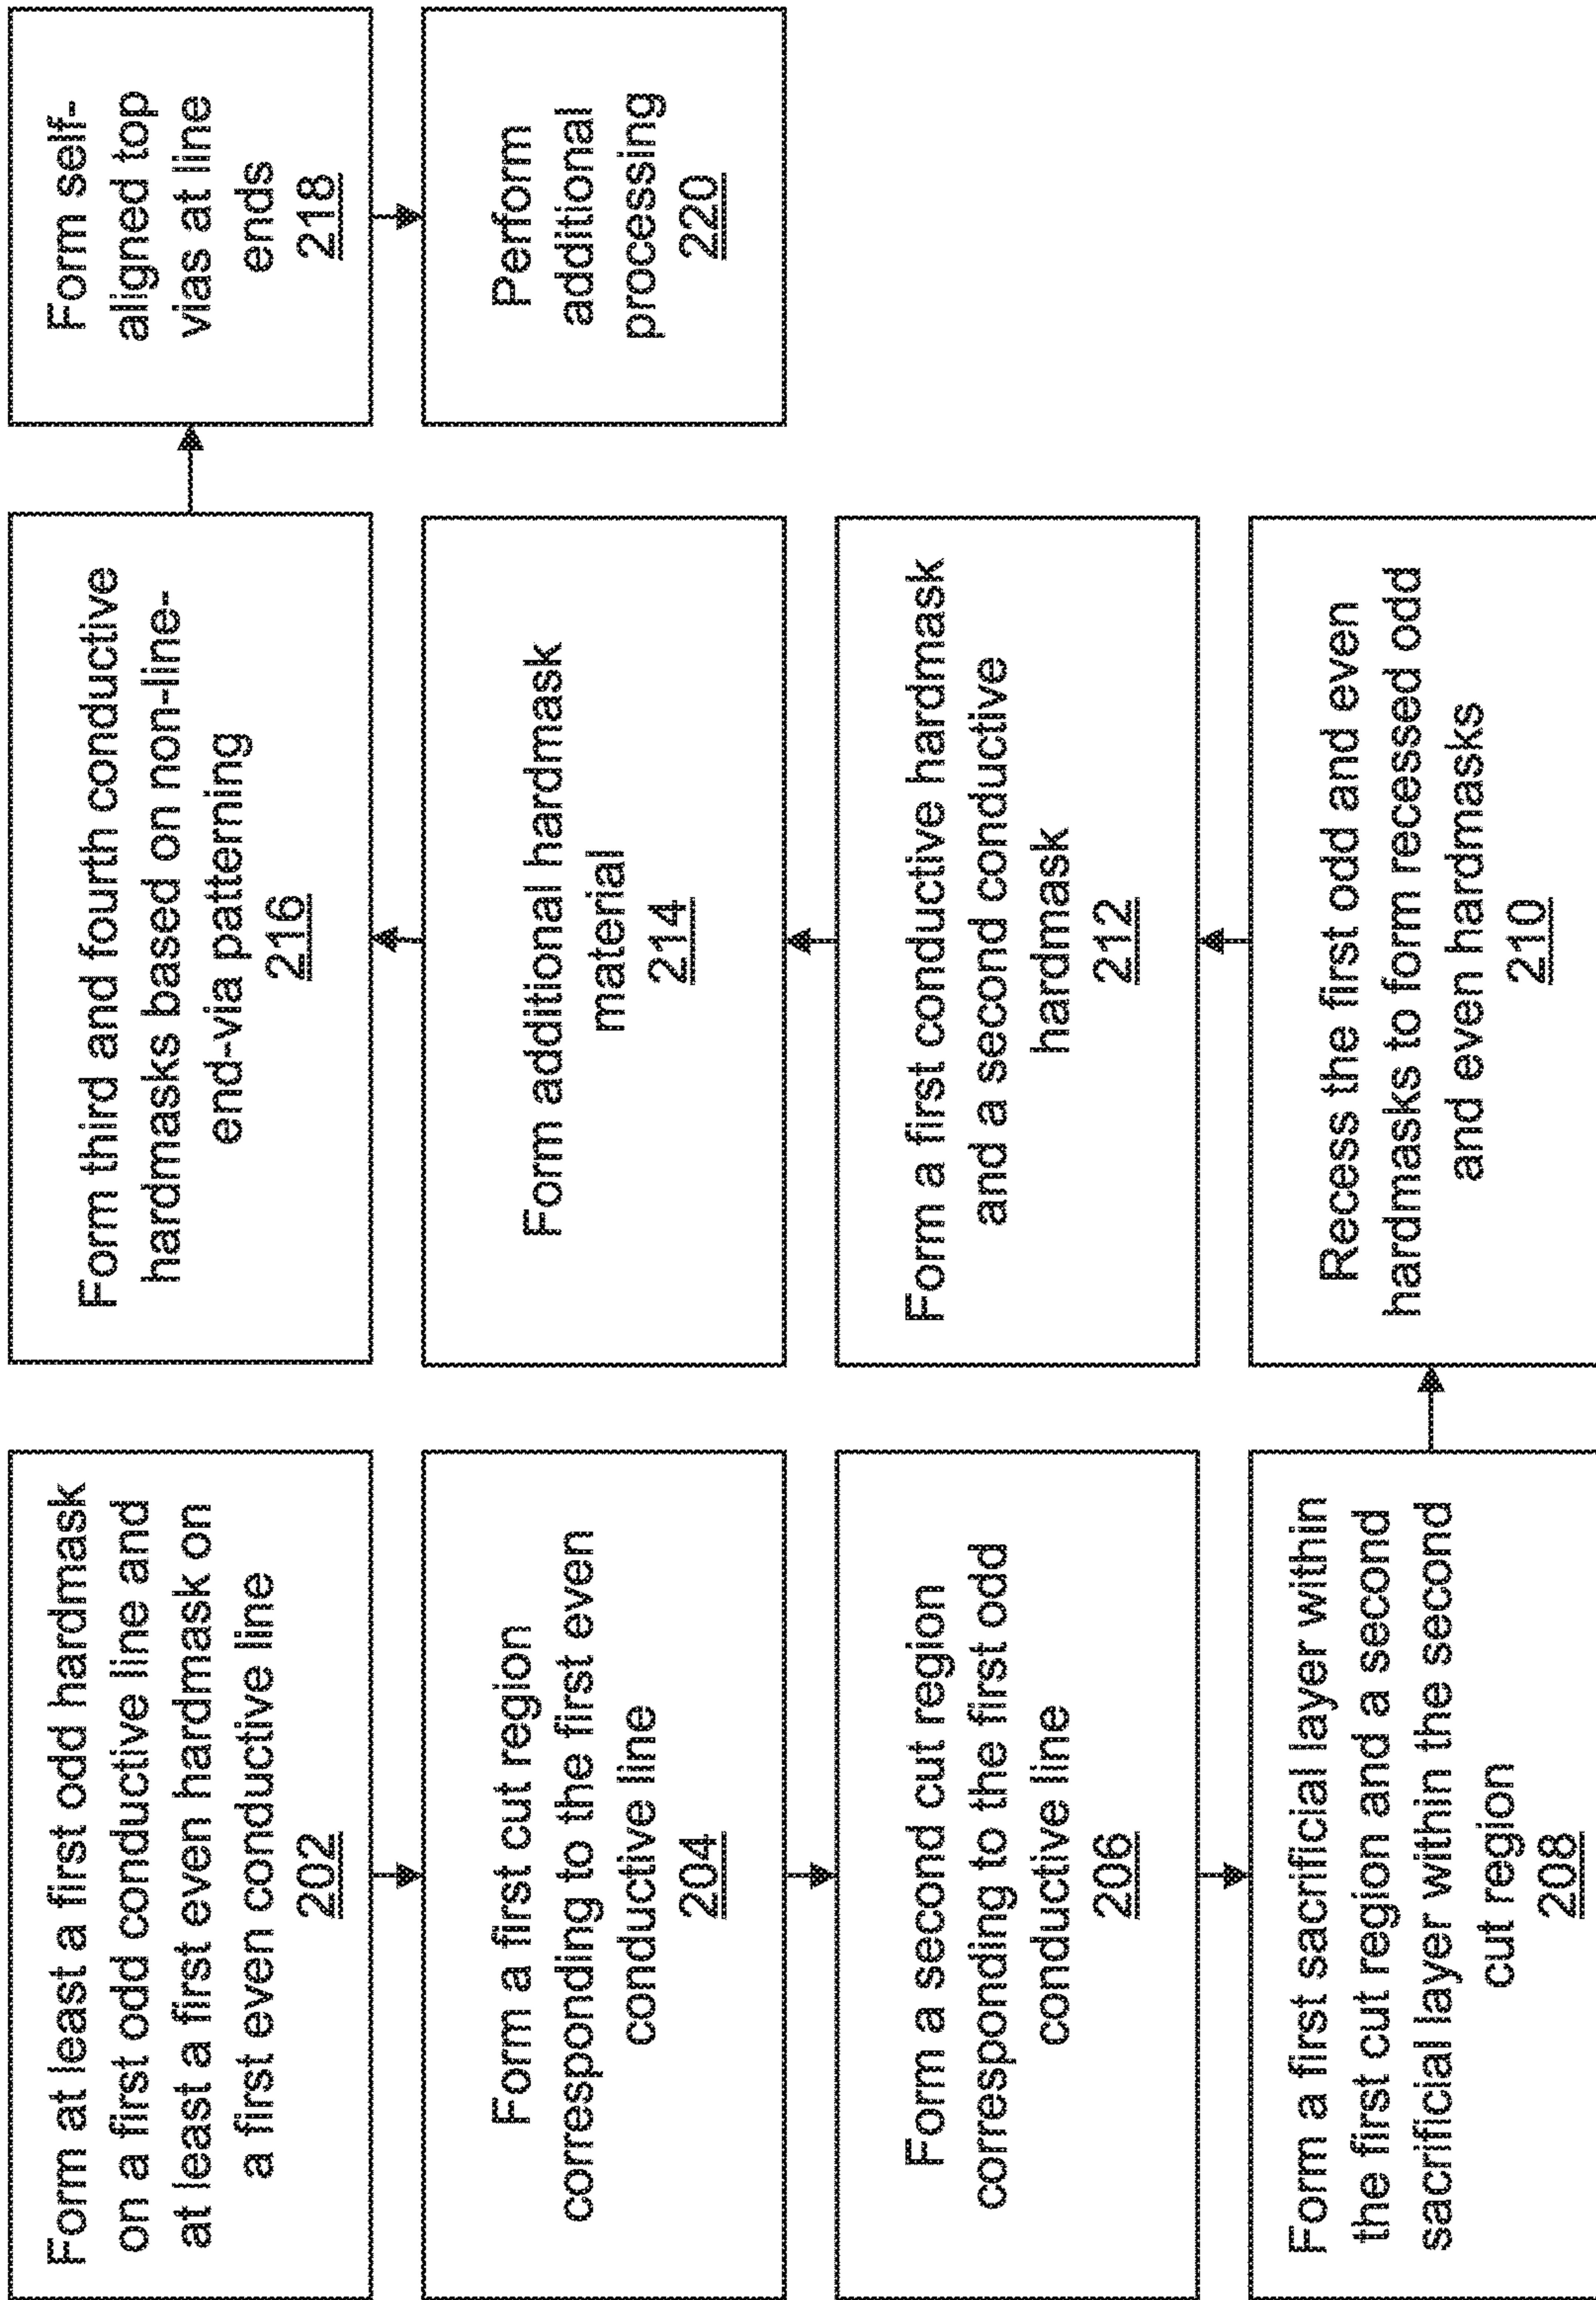 Form at least a first odd hardmask
on a first odd conductive line and
at least a first even hardmask on
a first even conductive line
202
Form a first cut region
corresponding to the first even
conductive line
204
Form a second cut region
corresponding to the first odd
conductive line
206
Form a first sacrificial layer within
the first cut region and a second
sacrificial layer within the second
cut region
208
Recess the first odd and even
hardmasks to form recessed odd
and even hardmasks
210
Form a first conductive hardmask
and a second conductive
hardmask
212
Form additional hardmask
material
214
Form third and fourth conductive
hardmasks based on non-line-
end-via patterning
216
Form self-
aligned top
vias at line
ends
218
Perform
additional
processing
220